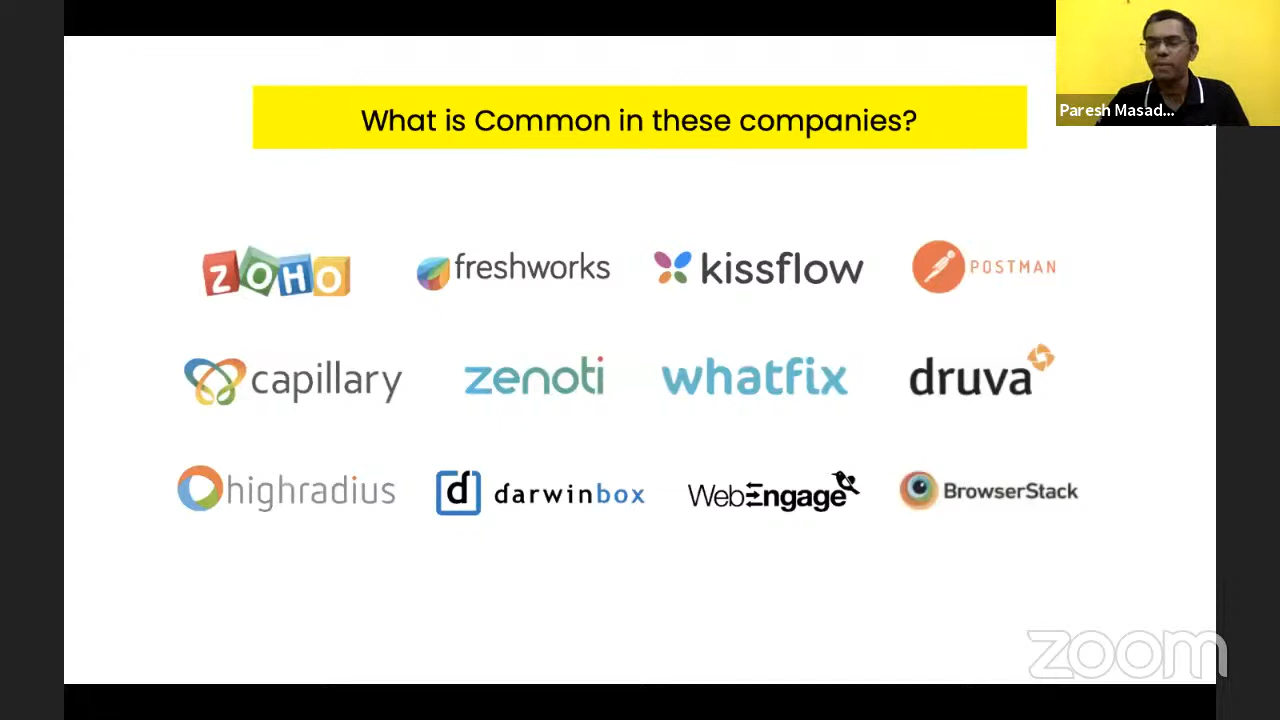 What is Common in these companies?
Paresh Masad...
ZOHO
freshworks
kissflow
POSTMAN
capillary
zenoti
whatfix
druva
highradius
d darwinbox
WebEngage
BrowserStack
zoom